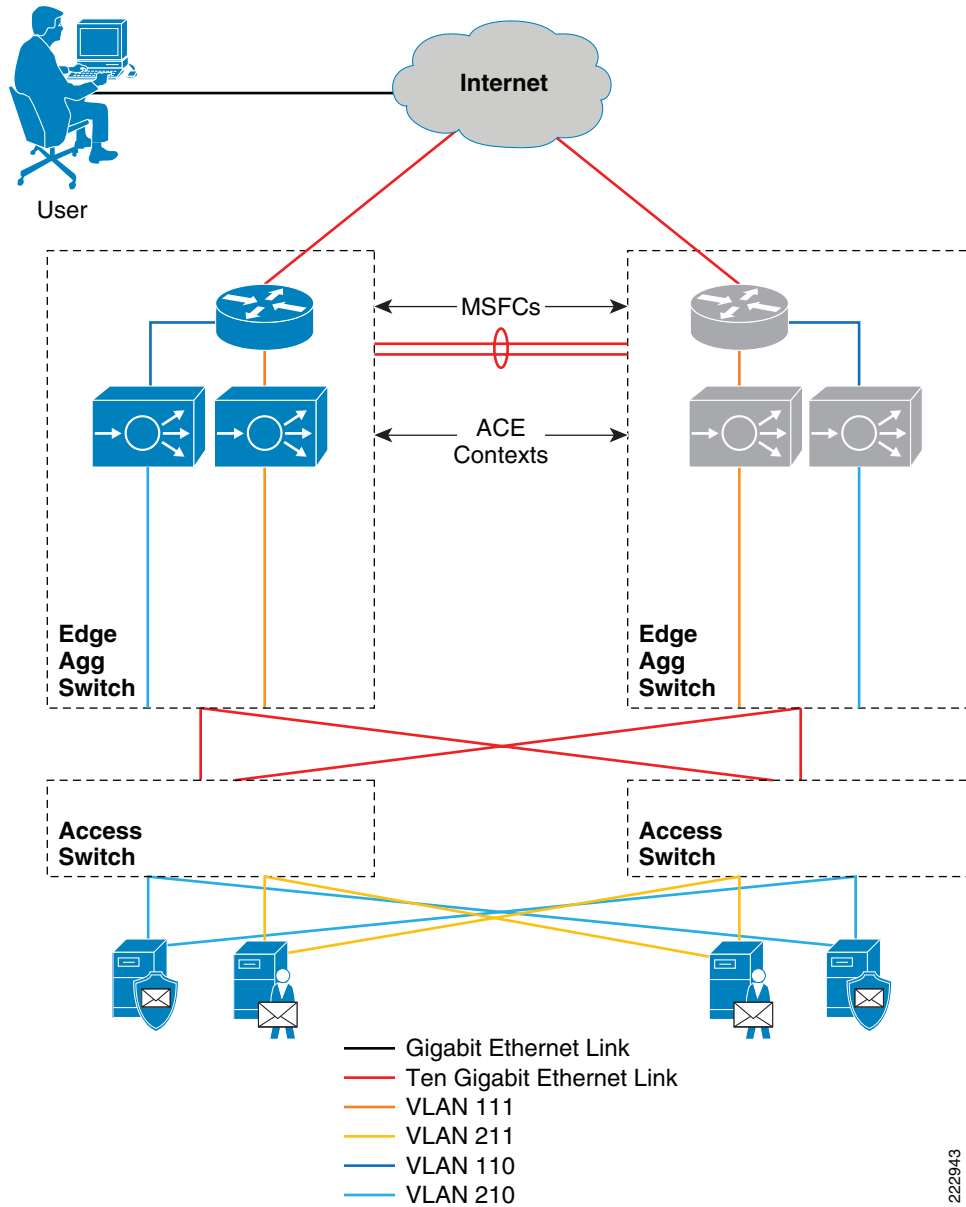 Internet
User
MSFCs
ACE
Contexts
Edge
Agg
Switch
Edge
Agg
Switch
Access
Switch
Access
Switch
Gigabit Ethernet Link
Ten Gigabit Ethernet Link
VLAN 111
VLAN 211
VLAN 110
VLAN 210
222943